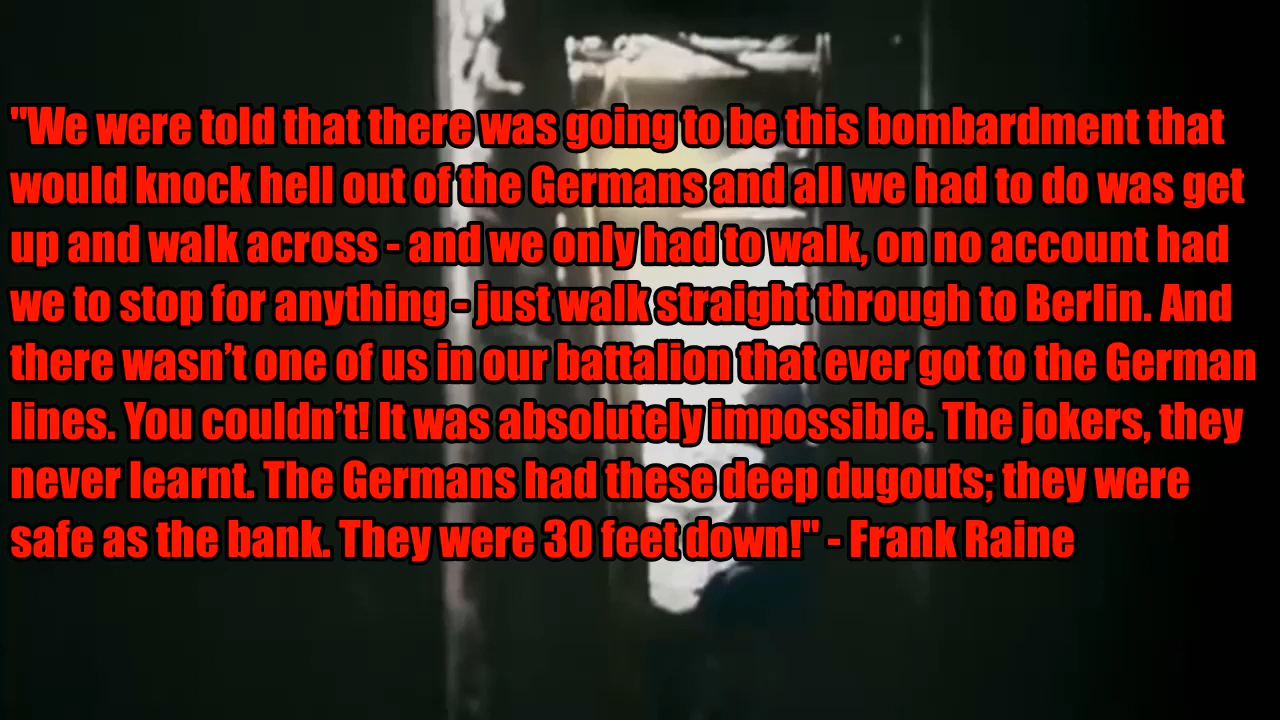 "We were told that there was going to be this bombardment that
would knock hell out of the Germans and all we had to do was get
up and walk across - and we only had to walk, on no account had
we to stop for anything - just walk straight through to Berlin. And
there wasn’t one of us in our battalion that ever got to the German
lines. You couldn’t! It was absolutely impossible. The jokers, they
never learnt. The Germans had these deep dugouts; they were
safe as the bank. They were 30 feet down!" - Frank Raine